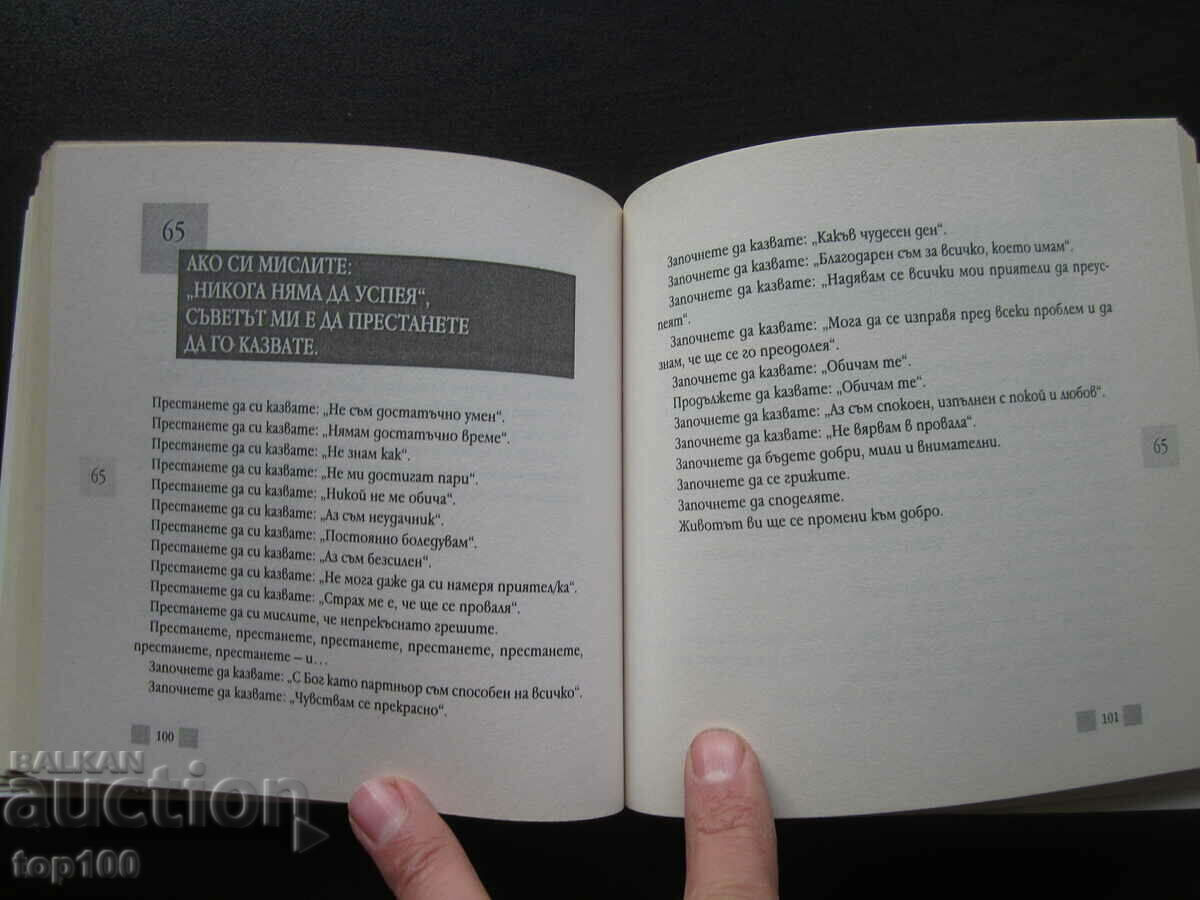 65
АКО СИ МИСЛИТЕ:
„НИКОГА НЯМА ДА УСПЕЯ“,
СЪВЕТЪТ МИ Е ДА ПРЕСТАНЕТЕ
ДА ГО КАЗВАТЕ.
Престанете да си казвате: „Не съм достатъчно умен“.
Престанете да си казвате: „Нямам достатъчно време“.
Престанете да си казвате: „Не знам как“.
Престанете да си казвате: „Не ми достигат пари“.
Престанете да си казвате: „Никой не ме обича“.
Престанете да си казвате: „Аз съм неудачник“.
Престанете да си казвате: „Постоянно боледувам“.
Престанете да си казвате: „Аз съм безсилен“.
Престанете да си казвате: „Не мога даже да си намеря приятел/ка“.
Престанете да си казвате: „Страх ме е, че ще се проваля“.
Престанете да си мислите, че непрекъснато грешите.
Престанете, престанете, престанете, престанете, престанете,
престанете, престанете – и...
Започнете да казвате: „С Бог като партньор съм способен на всичко“.
Започнете да казвате: „Чувствам се прекрасно“.
65
100
Започнете да казвате: „Какъв чудесен ден“.
Започнете да казвате: „Благодарен съм за всичко, което имам“.
Започнете да казвате: „Надявам се всички мои приятели да преус-
пеят“.
Започнете да казвате: „Мога да се изправя пред всеки проблем и да
знам, че ще се го преодолея“.
Започнете да казвате: „Обичам те“.
Продължете да казвате: „Обичам те“.
Започнете да казвате: „Аз съм спокоен, изпълнен с покой и любов“.
Започнете да казвате: „Не вярвам в провала“.
Започнете да бъдете добри, мили и внимателни.
Започнете да се грижите.
Започнете да споделяте.
Животът ви ще се промени към добро.
65
101
BALKAN
auction
top100